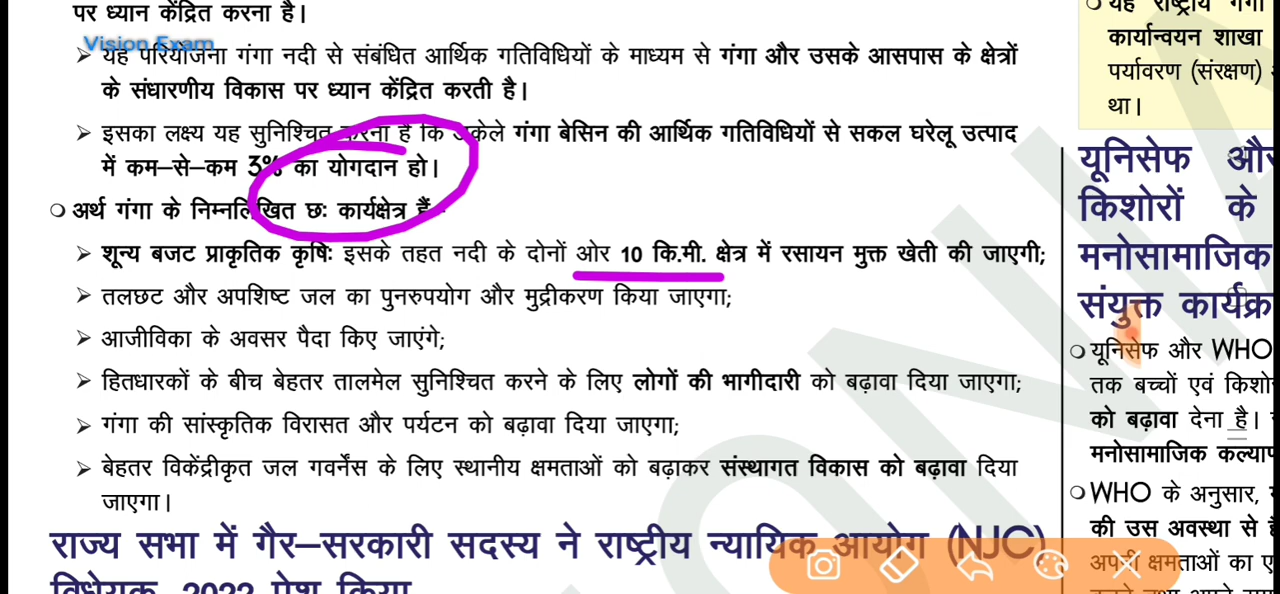 पर ध्यान केंद्रित करना है।
Vision Exam
➢ यह परियोजना गंगा नदी से संबंधित आर्थिक गतिविधियों के माध्यम से गंगा और उसके आसपास के क्षेत्रों
के संधारणीय विकास पर ध्यान केंद्रित करती है।
➢ इसका लक्ष्य यह सुनिश्चित करना है कि अकेले गंगा बेसिन की आर्थिक गतिविधियों से सकल घरेलू उत्पाद
में कम–से–कम 3% का योगदान हो।
○ अर्थ गंगा के निम्नलिखित छः कार्यक्षेत्र हैं–
➢ शून्य बजट प्राकृतिक कृषिः इसके तहत नदी के दोनों ओर 10 कि.मी. क्षेत्र में रसायन मुक्त खेती की जाएगी;
➢ तलछट और अपशिष्ट जल का पुनरुपयोग और मुद्रीकरण किया जाएगा;
➢ आजीविका के अवसर पैदा किए जाएंगे;
➢ हितधारकों के बीच बेहतर तालमेल सुनिश्चित करने के लिए लोगों की भागीदारी को बढ़ावा दिया जाएगा;
➢ गंगा की सांस्कृतिक विरासत और पर्यटन को बढ़ावा दिया जाएगा;
➢ बेहतर विकेंद्रीकृत जल गवर्नेंस के लिए स्थानीय क्षमताओं को बढ़ाकर संस्थागत विकास को बढ़ावा दिया
जाएगा।
राज्य सभा में गैर–सरकारी सदस्य ने राष्ट्रीय न्यायिक आयोग (NJC)
विधेयक, 2022 पेश किया
○ यह राष्ट्रीय गंगा
कार्यान्वयन शाखा
पर्यावरण (संरक्षण)
था।
यूनिसेफ और
किशोरों के
मनोसामाजिक
संयुक्त
○ यूनिसेफ और WHO
तक बच्चों एवं
को बढ़ावा देना है।
मनोसामाजिक
○ WHO के अनुसार,
की उस अवस्था से
अपनी क्षमताओं का